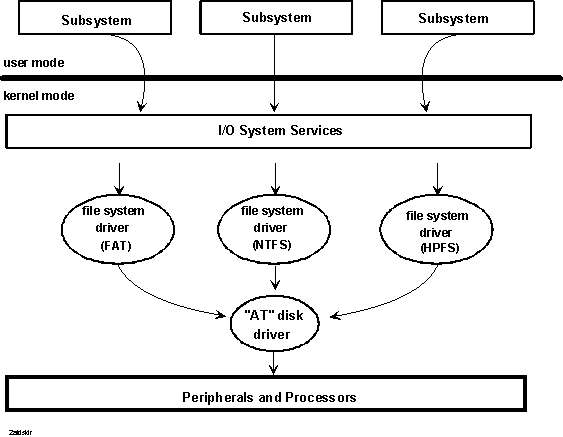 Subsystem
Subsystem
Subsystem
user mode
kernel mode
I/O System Services
file system
driver
(FAT)
file system
driver
(NTFS)
file system
driver
(HPFS)
"AT" disk
driver
Peripherals and Processors